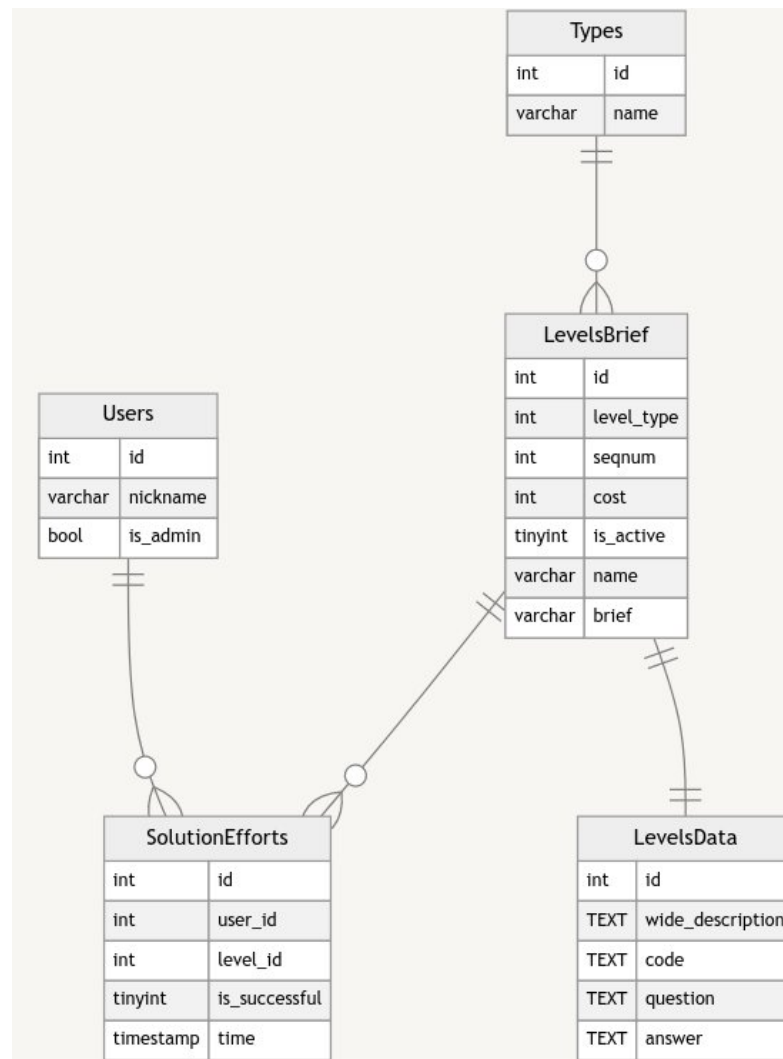 Types
int id
varchar name
LevelsBrief
int id
int level_type
int seqnum
int cost
tinyint is_active
varchar name
varchar brief
Users
int id
varchar nickname
bool is_admin
SolutionEfforts
int id
int user_id
int level_id
tinyint is_successful
timestamp time
LevelsData
int id
TEXT wide_description
TEXT code
TEXT question
TEXT answer